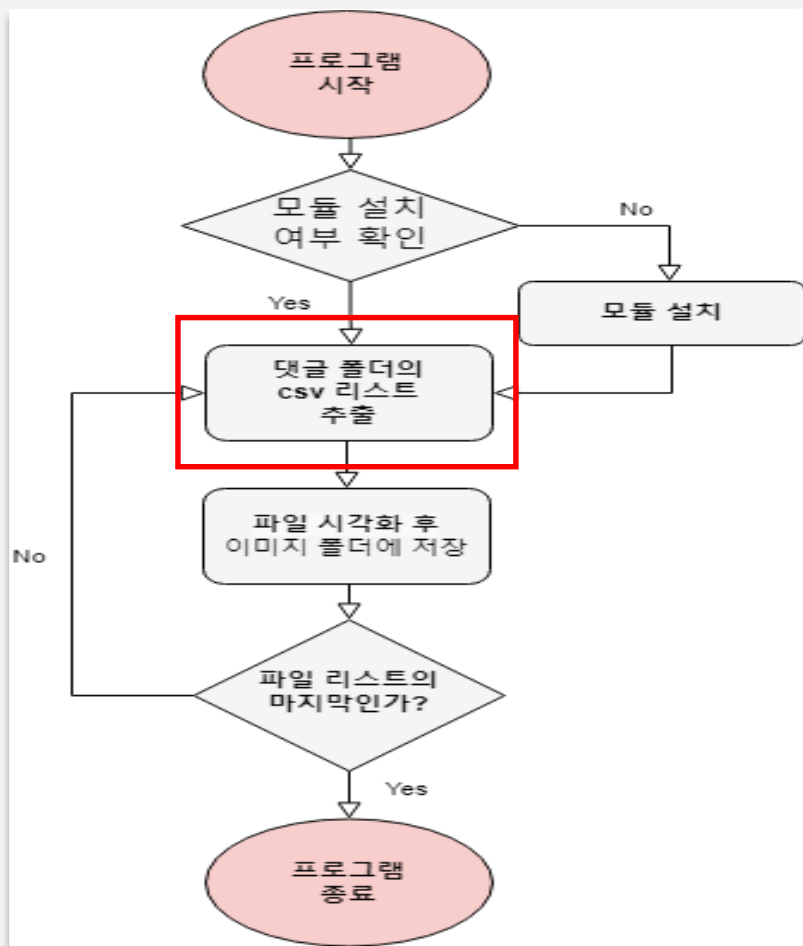 프로그램
시작
모듈 설치
여부 확인
No
Yes
모듈 설치
댓글 폴더의
csv 리스트
추출
파일 시각화 후
이미지 폴더에 저장
No
파일 리스트의
마지막인가?
Yes
프로그램
종료